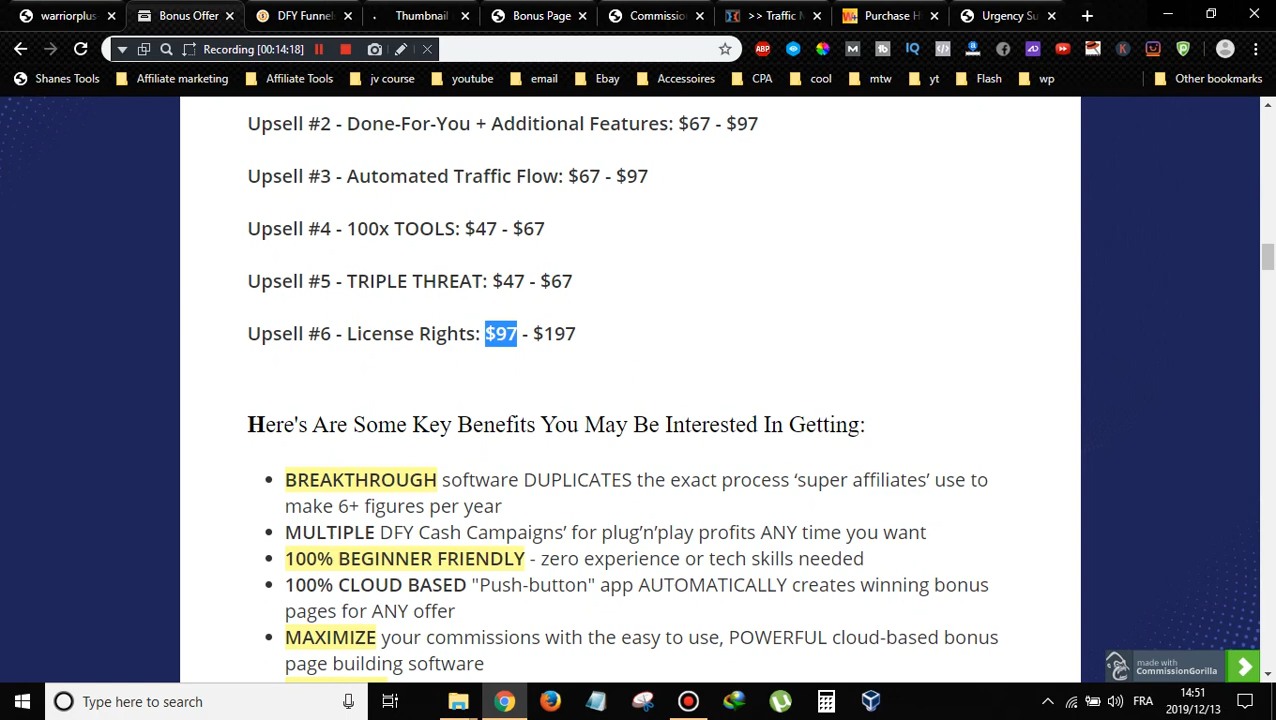 warriorplus
Bonus Offer
DFY Funne
Thumbnail
Bonus Page
Commission
>> Traffic M
Purchase H
Urgency Su
Recording [00:14:18]
ABP
IQ
Shanes Tools
Affiliate marketing
Affiliate Tools
jv course
youtube
email
Ebay
Accessoires
CPA
cool
mtw
yt
Flash
wp
Other bookmarks
Upsell #2 - Done-For-You + Additional Features: $67 - $97
Upsell #3 - Automated Traffic Flow: $67 - $97
Upsell #4 - 100x TOOLS: $47 - $67
Upsell #5 - TRIPLE THREAT: $47 - $67
Upsell #6 - License Rights: $97 - $197
Here's Are Some Key Benefits You May Be Interested In Getting:
BREAKTHROUGH software DUPLICATES the exact process ‘super affiliates’ use to
make 6+ figures per year
MULTIPLE DFY Cash Campaigns’ for plug’n’play profits ANY time you want
100% BEGINNER FRIENDLY - zero experience or tech skills needed
100% CLOUD BASED "Push-button" app AUTOMATICALLY creates winning bonus
pages for ANY offer
MAXIMIZE your commissions with the easy to use, POWERFUL cloud-based bonus
page building software
made with
CommissionGorilla
Type here to search
FRA
14:51
2019/12/13